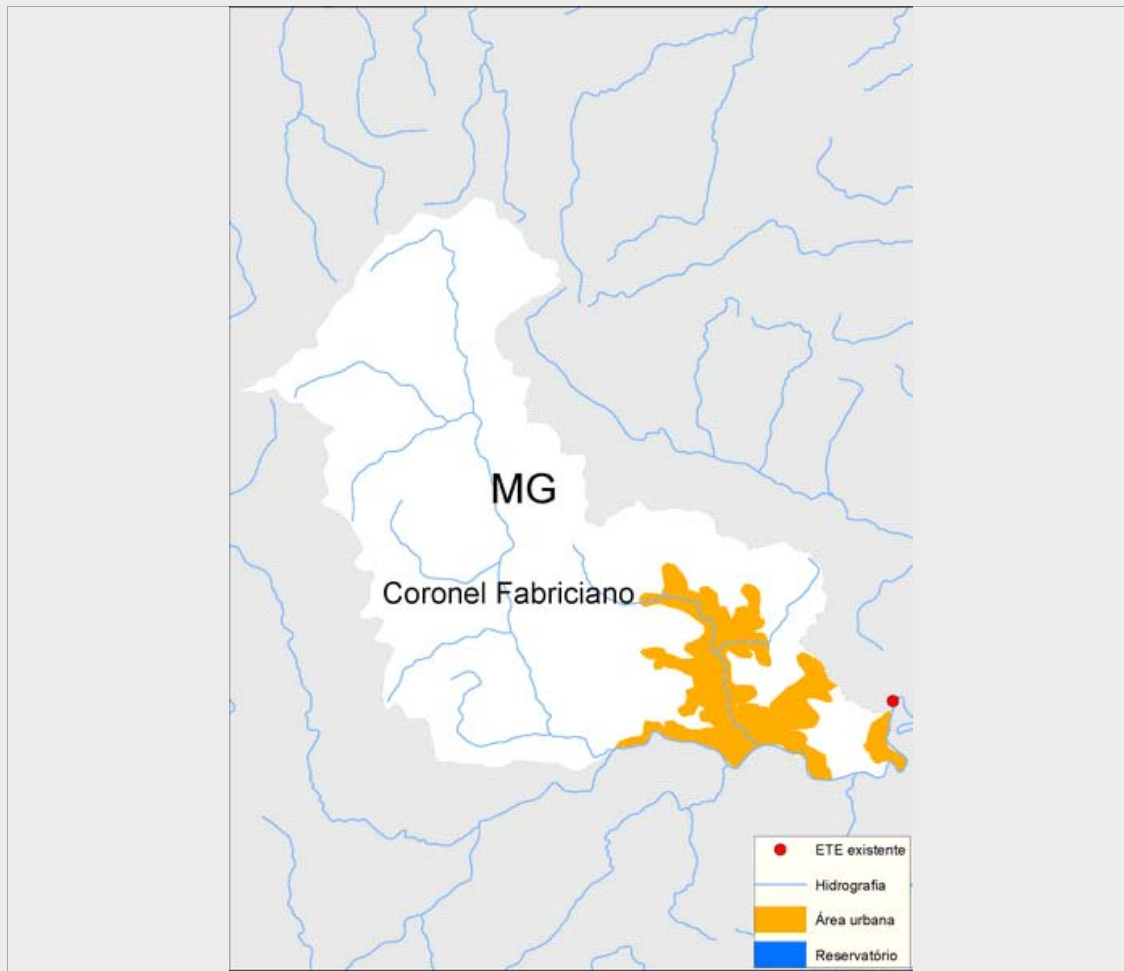 MG
Coronel Fabriciano
ETE existente
Hidrografia
Área urbana
Reservatório